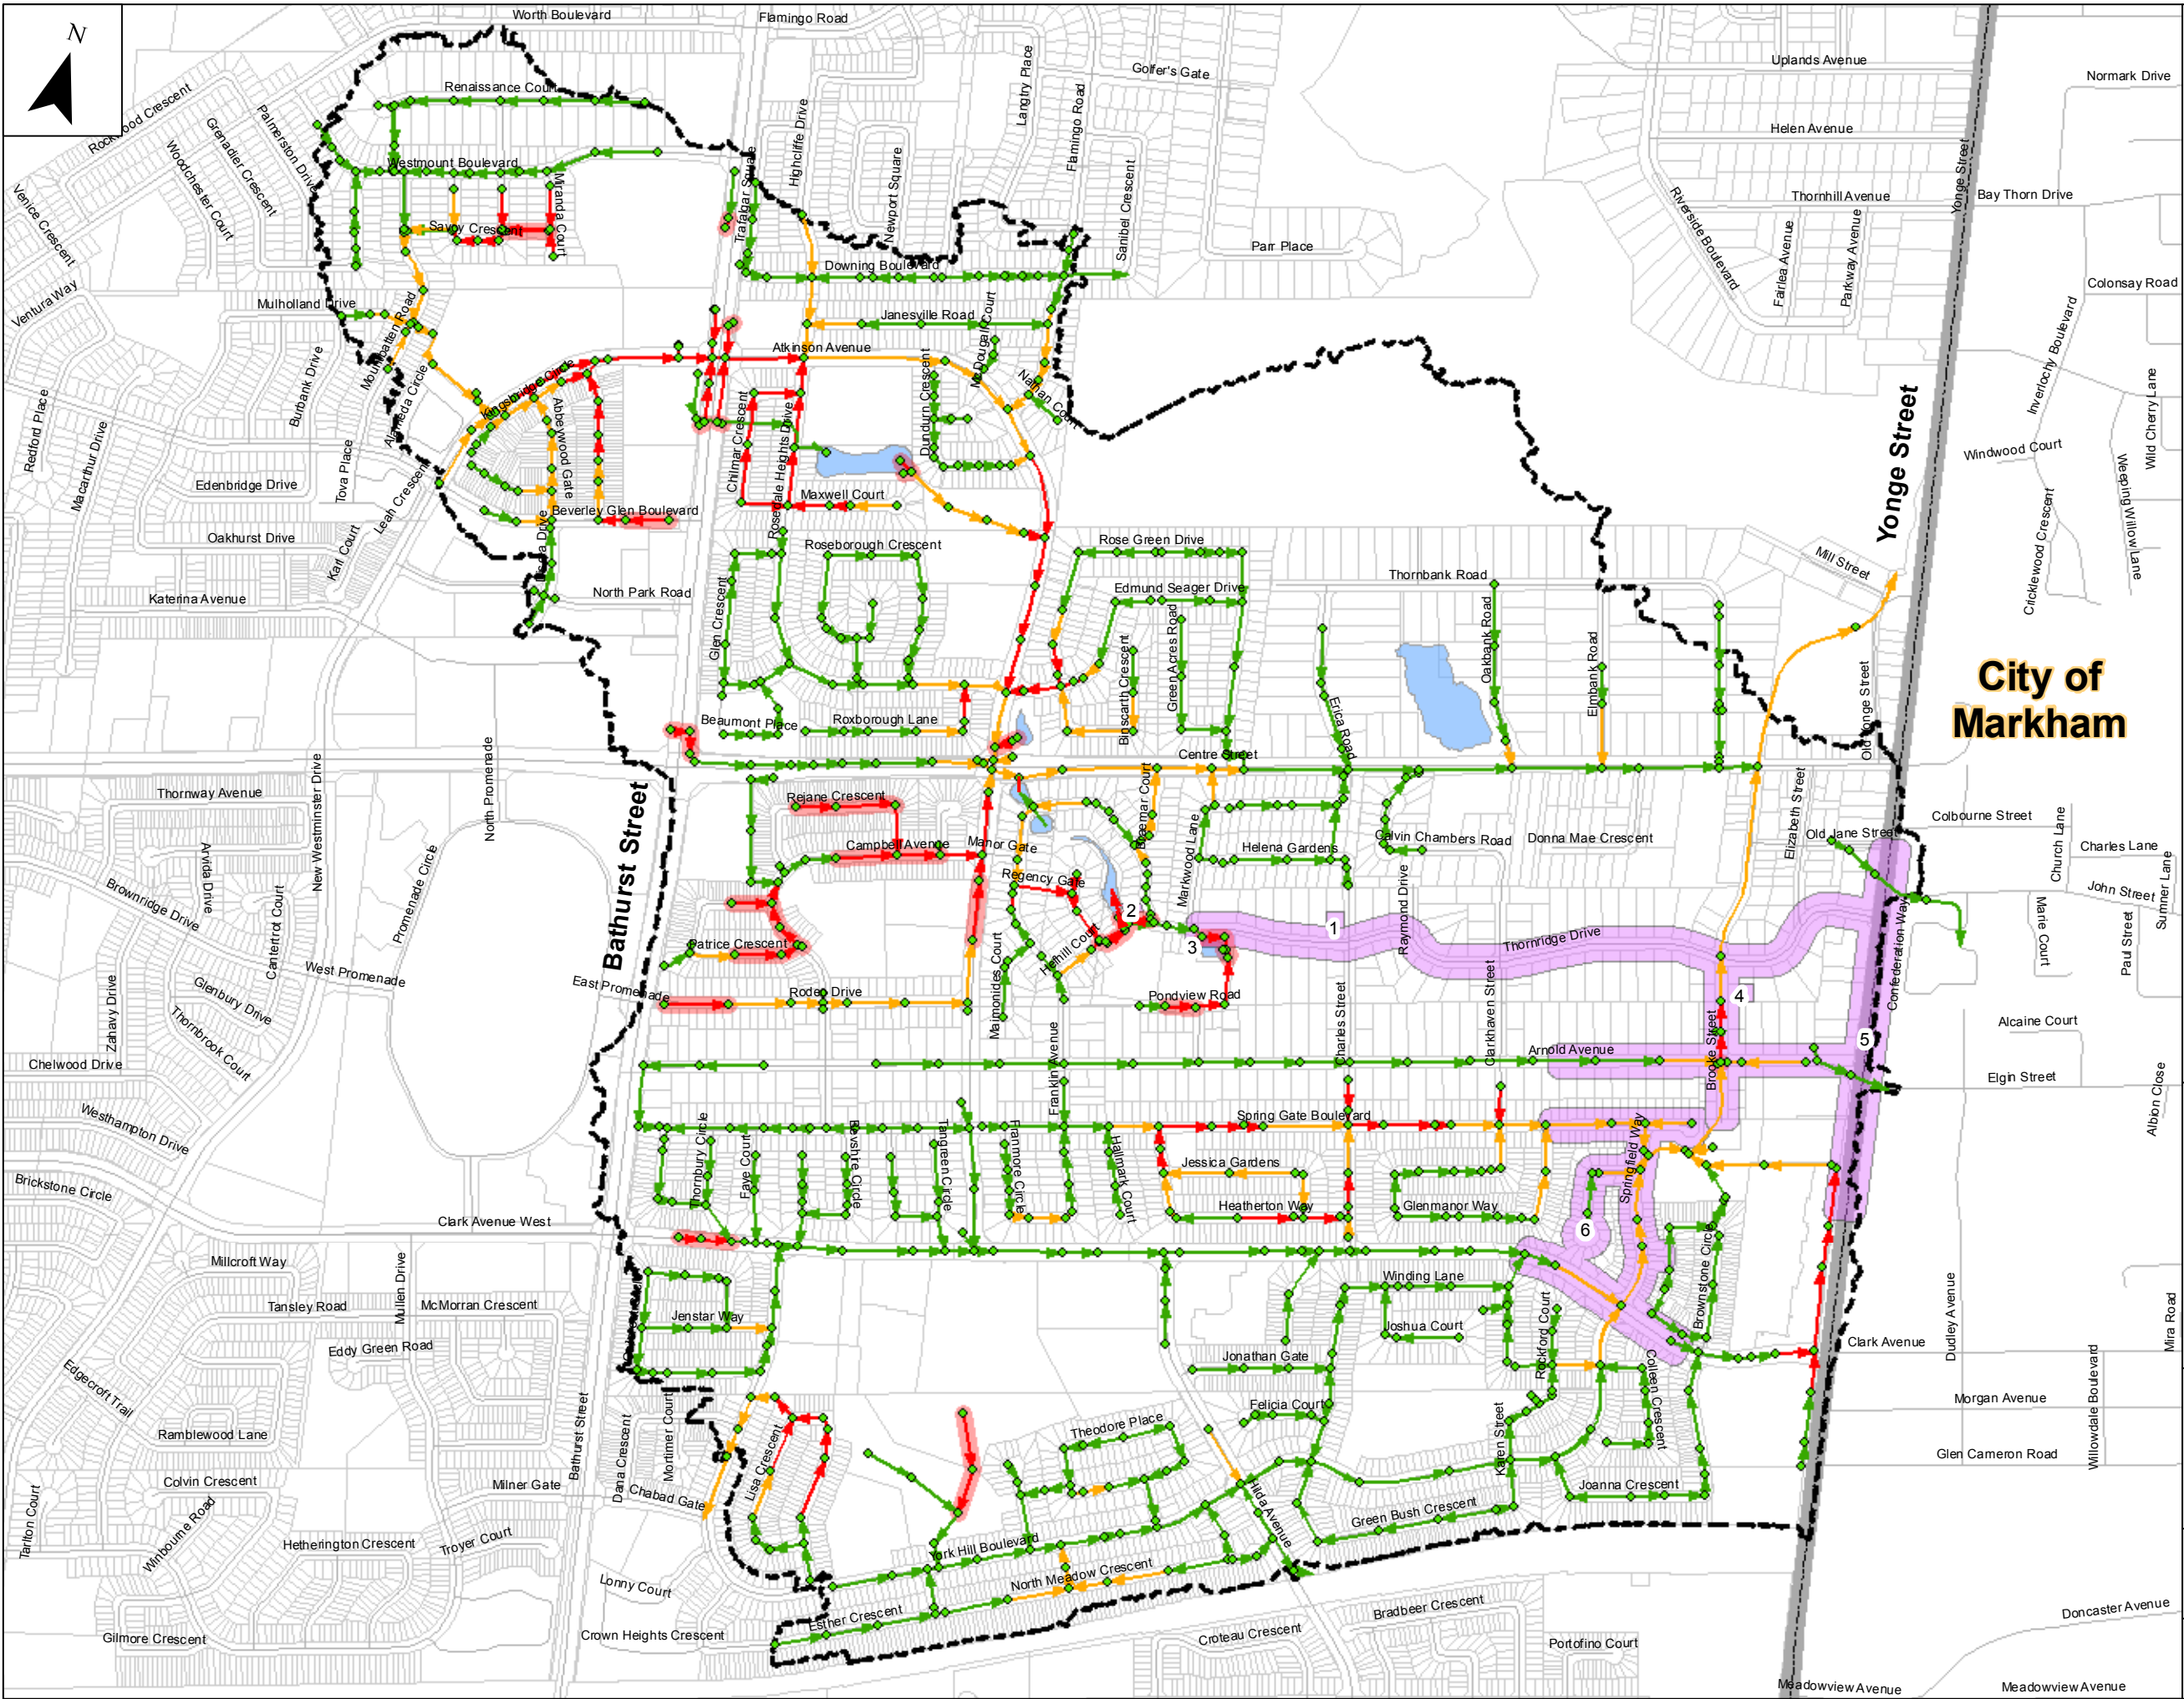 N
Worth Boulevard
Flamingo Road
Renaissance Court
Rockwood Crescent
Palmerston Drive
Grenadier Crescent
Woodchester Court
Westmount Boulevard
Miranda Court
Savoy Crescent
Venice Crescent
Ventura Way
Mulholland Drive
Mountbatten Road
Trafalgar Square
Highcliffe Drive
Newport Square
Langtry Place
Flamingo Road
Golfer's Gate
Sanibel Crescent
Parr Place
Downing Boulevard
Janesville Road
McDougall Court
Atkinson Avenue
Nathan Court
Dundurn Crescent
Uplands Avenue
Normark Drive
Helen Avenue
Thornhill Avenue
Bay Thorn Drive
Yonge Street
Riverside Boulevard
Fairlea Avenue
Parkway Avenue
Colonsay Road
Inverlochy Boulevard
Wild Cherry Lane
Windwood Court
Weeping Willow Lane
Cricklewood Crescent
Yonge Street
Redford Place
Macarthur Drive
Burbank Drive
Tova Place
Alameda Circle
Kingsbridge Circle
Abbeywood Gate
Edenbridge Drive
Leah Crescent
Karl Court
Oakhurst Drive
Katerina Avenue
Beverley Glen Boulevard
North Park Road
Chilmar Crescent
Rosedale Heights Drive
Maxwell Court
Roseborough Crescent
Glen Crescent
Rose Green Drive
Edmund Seager Drive
Green Acres Road
Binscarth Crescent
Thornbank Road
Oakbank Road
Elmbank Road
Mill Street
Old Yonge Street
City of
Markham
Beaumont Place
Roxborough Lane
Centre Street
Erica Road
Thornway Avenue
New Westminster Drive
North Promenade
Bathurst Street
Arvida Drive
Brownridge Drive
Cantertrot Court
Promenade Circle
West Promenade
East Promenade
Glenbury Drive
Zahavy Drive
Thornbrook Court
Chelwood Drive
Westhampton Drive
Brickstone Circle
Rejane Crescent
Campbell Avenue
Manor Gate
Braemar Court
Markwood Lane
Helena Gardens
Calvin Chambers Road
Donna Mae Crescent
Elizabeth Street
Old Jane Street
Colbourne Street
Church Lane
Charles Lane
John Street
Sumner Lane
Marie Court
Paul Street
Regency Gate
2
1
3
Raymond Drive
Thornridge Drive
Confederation Way
Patrice Crescent
Helhill Court
Maimonides Court
Rodeo Drive
Pondview Road
4
Alcaine Court
Charles Street
Clarkhaven Street
Arnold Avenue
Brooke Street
5
Elgin Street
Albion Close
Franklin Avenue
Spring Gate Boulevard
Springfield Way
Thornbury Circle
Faye Court
Bevshire Circle
Tangreen Circle
Franmore Circle
Hallmark Court
Jessica Gardens
Heatherton Way
Glenmanor Way
6
Clark Avenue West
Millcroft Way
Mullen Drive
Tansley Road
McMorran Crescent
Eddy Green Road
Edgecroft Trail
Ramblewood Lane
Colvin Crescent
Milner Gate
Winbourne Road
Tarlton Court
Hetherington Crescent
Troyer Court
Gilmore Crescent
Bathurst Street
Dana Crescent
Mortimer Court
Chabad Gate
Lonny Court
Crown Heights Crescent
Jenstar Way
Lisa Crescent
Winding Lane
Joshua Court
Jonathan Gate
Rockford Court
Brownstone Circle
Colleen Crescent
Clark Avenue
Dudley Avenue
Mira Road
Morgan Avenue
Willowdale Boulevard
Glen Cameron Road
Felicia Court
Theodore Place
Karen Street
Joanna Crescent
Green Bush Crescent
Hilda Avenue
York Hill Boulevard
North Meadow Crescent
Esther Crescent
Bradbeer Crescent
Croteau Crescent
Portofino Court
Doncaster Avenue
Meadowview Avenue
Meadowview Avenue